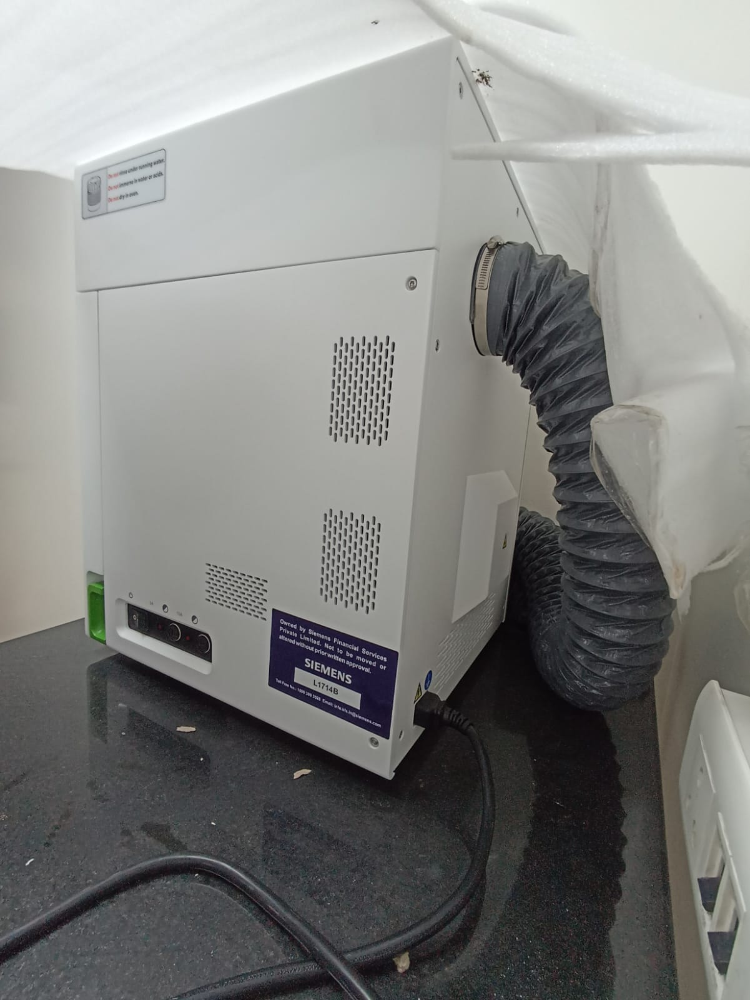 Do not rinse under running water.
Do not immerse in water or acids.
Do not dry in oven.
5A
10A
Owned by Siemens Financial Services
Private Limited. Not to be moved or
altered without prior written approval.
SIEMENS
L1714B
Toll Free No.: 1800 209 Email: info.sfs.in@siemens.com